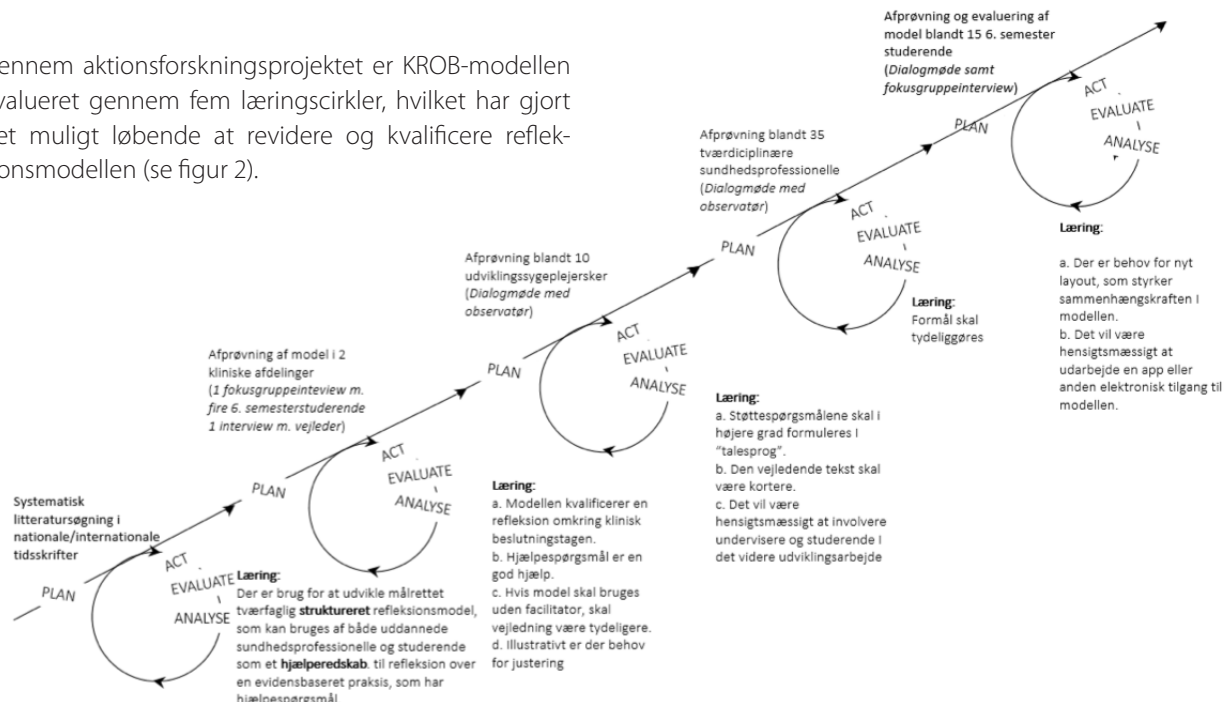 ennem aktionsforskningsprojektet er KROB-modellen
valueret gennem fem læringscirkler, hvilket har gjort
et muligt løbende at revidere og kvalificere reflek-
onsmodellen (se figur 2).
Systematisk
litteratursøgning i
nationale/internationale
tidsskrifter
PLAN
ACT
EVALUATE
ANALYSE
Læring:
Der er brug for at udvikle målrettet
tværfaglig struktureret refleksionsmodel,
som kan bruges af både uddannede
sundhedsprofessionelle og studerende
som et hjælperedskab. til refleksion over
en evidensbaseret praksis, som har
hjælpespørgsmål
Afprøvning af model i 2
kliniske afdelinger
(1 fokusgruppeinteview m.
fire 6. semesterstuderende
1 interview m. vejleder)
PLAN
ACT
EVALUATE
ANALYSE
Læring:
a. Modellen kvalificerer en
refleksion omkring klinisk
beslutningstagen.
b. Hjælpespørgsmål er en
god hjælp.
c. Hvis model skal bruges
uden facilitator, skal
vejledning være tydeligere.
d. Illustrativt er der behov
for justering
Afprøvning blandt 10
udviklingssygeplejersker
(Dialogmøde med
observatør)
PLAN
ACT
EVALUATE
ANALYSE
Læring:
a. Støttespørgsmålene skal i
højere grad formuleres I
"talesprog".
b. Den vejledende tekst skal
være kortere.
c. Det vil være
hensigtsmæssigt at involvere
undervisere og studerende I
det videre udviklingsarbejde
Afprøvning blandt 35
tværdiciplinære
sundhedsprofessionelle
(Dialogmøde med
observatør)
PLAN
ACT
EVALUATE
ANALYSE
Læring:
Formål skal
tydeliggøres
Afprøvning og evaluering af
model blandt 15 6. semester
studerende
(Dialogmøde samt
fokusgruppeinterview)
PLAN
ACT
EVALUATE
ANALYSE
Læring:
a. Der er behov for nyt
layout, som styrker
sammenhængskraften I
modellen.
b. Det vil være
hensigtsmæssigt at
udarbejde en app eller
anden elektronisk tilgang til
modellen.